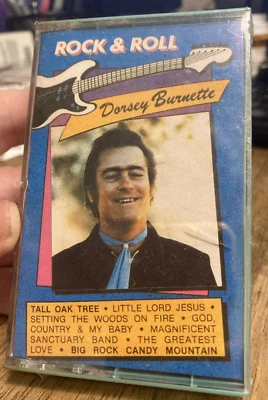 ROCK & ROLL
Dorsey Burnette
TALL OAK TREE • LITTLE LORD JESUS •
SETTING THE WOODS ON FIRE • GOD,
COUNTRY & MY BABY • MAGNIFICENT
SANCTUARY BAND • THE GREATEST
LOVE • BIG ROCK CANDY MOUNTAIN